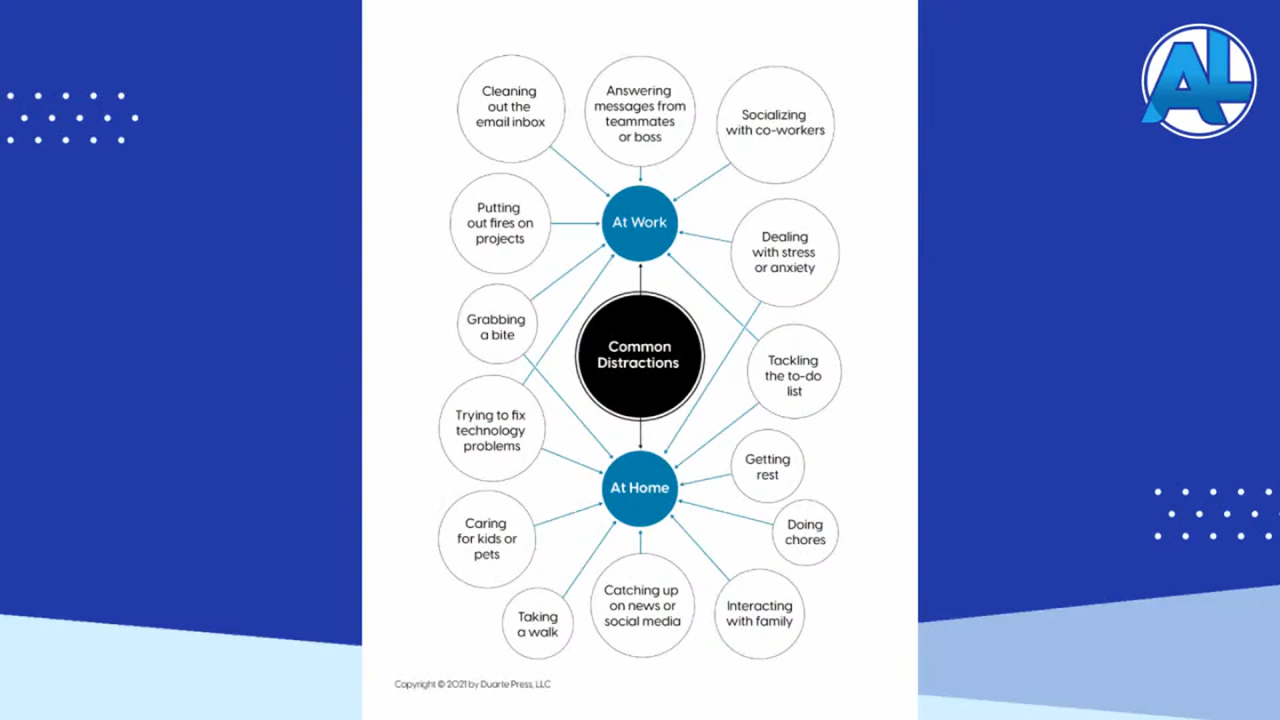 Cleaning
out the
email inbox
Answering
messages from
teammates
or boss
Socializing
with co-workers
AL
Putting
out fires on
projects
At Work
Dealing
with stress
or anxiety
Grabbing
a bite
Common
Distractions
Tackling
the to-do
list
Trying to fix
technology
problems
At Home
Getting
rest
Caring
for kids or
pets
Doing
chores
Taking
a walk
Catching up
on news or
social media
Interacting
with family
Copyright © 2021 by Duarte Press, LLC